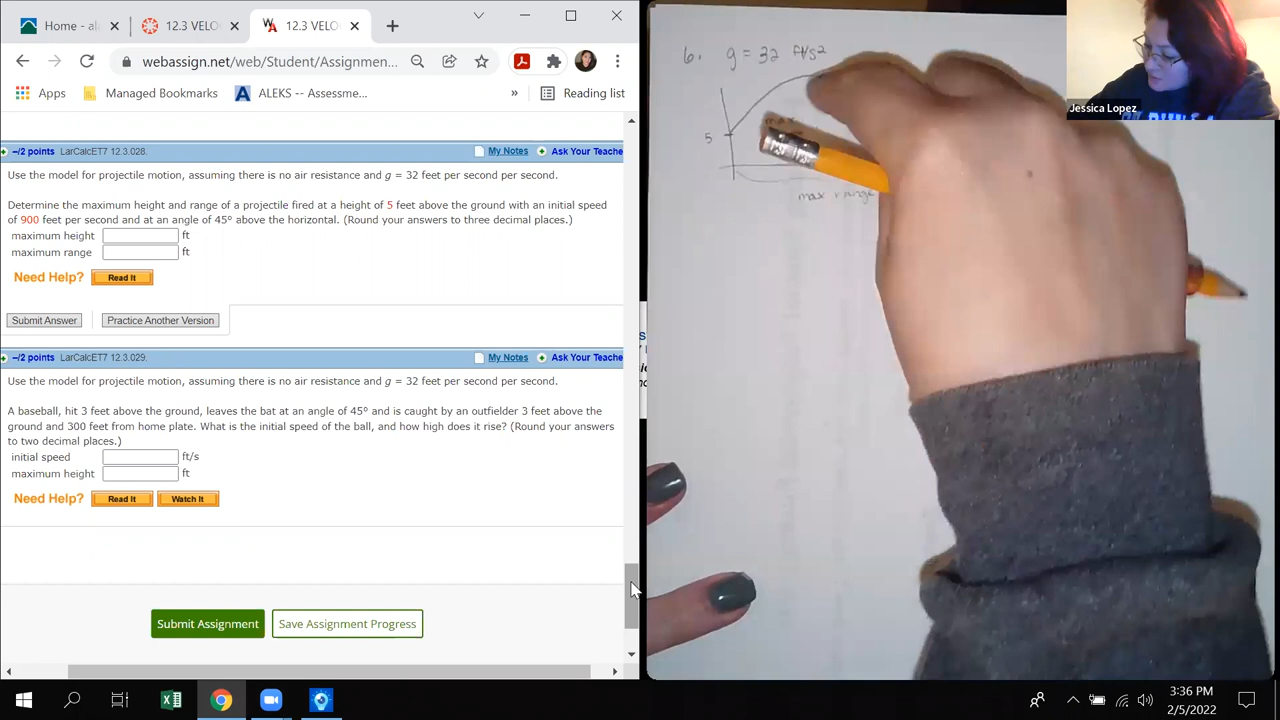 Home - al
12.3 VELO
12.3 VELO
webassign.net/web/Student/Assignmen
Apps
Managed Bookmarks
ALEKS -- Assessme...
»
Reading list
–/2 points LarCalcET7 12.3.028.
My Notes
Ask Your Teache
Use the model for projectile motion, assuming there is no air resistance and g = 32 feet per second per second.
Determine the maximum height and range of a projectile fired at a height of 5 feet above the ground with an initial speed
of 900 feet per second and at an angle of 45° above the horizontal. (Round your answers to three decimal places.)
maximum height ft
maximum range ft
Need Help? Read It
Submit Answer
Practice Another Version
–/2 points LarCalcET7 12.3.029.
My Notes
Ask Your Teache
Use the model for projectile motion, assuming there is no air resistance and g = 32 feet per second per second.
A baseball, hit 3 feet above the ground, leaves the bat at an angle of 45° and is caught by an outfielder 3 feet above the
ground and 300 feet from home plate. What is the initial speed of the ball, and how high does it rise? (Round your answers
to two decimal places.)
initial speed ft/s
maximum height ft
Need Help? Read It Watch It
Submit Assignment
Save Assignment Progress
6. g = 32 ft/s²
max
5
max range
Jessica Lopez
3:36 PM
2/5/2022